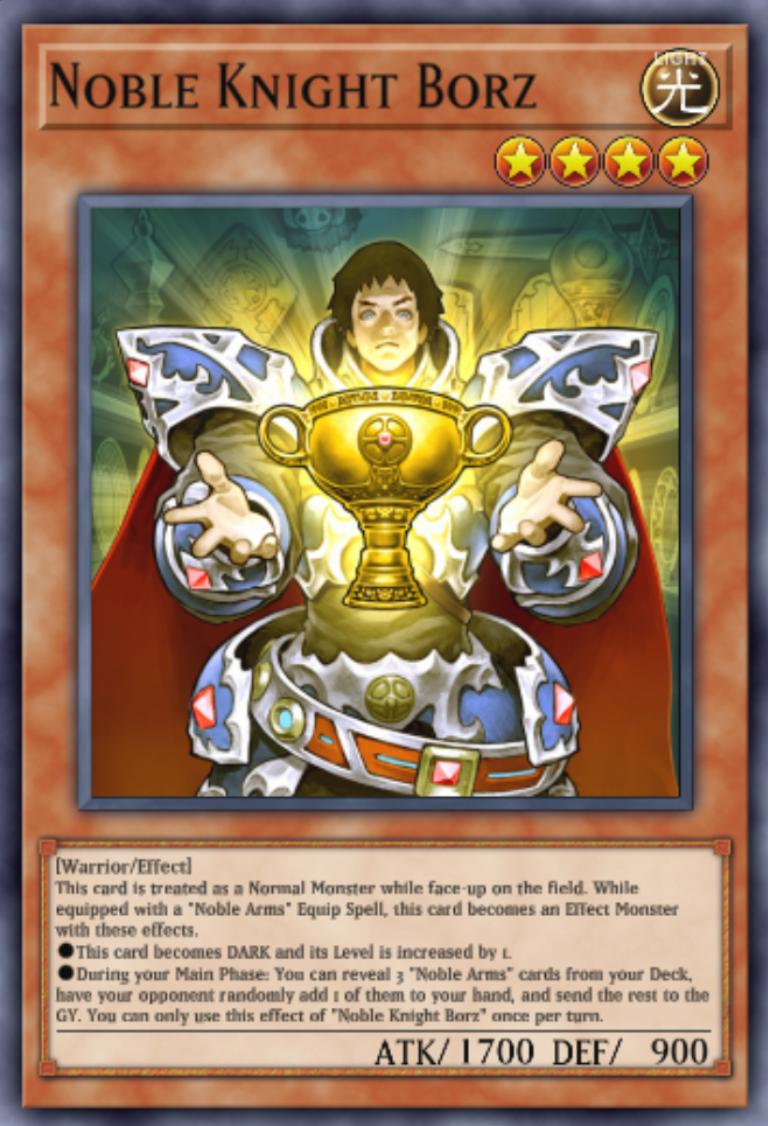 Noble Knight Borz
LIGHT
光
[Warrior/Effect]
This card is treated as a Normal Monster while face-up on the field. While
equipped with a "Noble Arms" Equip Spell, this card becomes an Effect Monster
with these effects.
●This card becomes DARK and its Level is increased by 1.
●During your Main Phase: You can reveal 3 "Noble Arms" cards from your Deck,
have your opponent randomly add 1 of them to your hand, and send the rest to the
GY. You can only use this effect of "Noble Knight Borz" once per turn.
ATK/ 1700 DEF/ 900